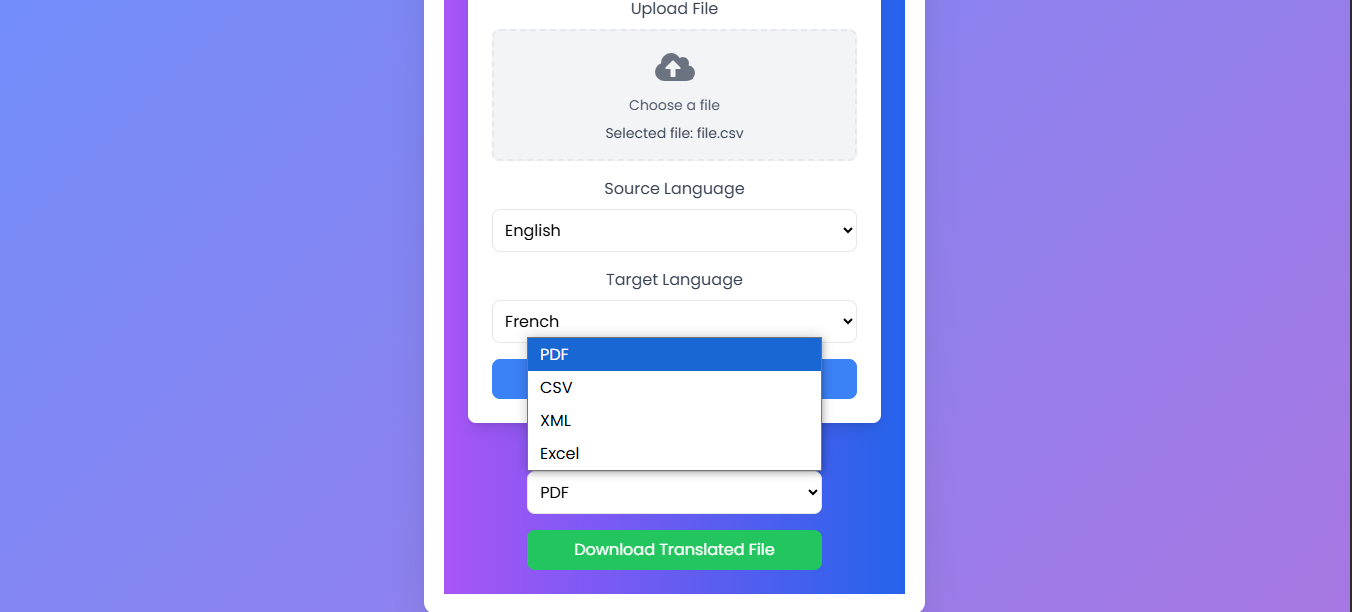 Upload File
Choose a file
Selected file: file.csv
Source Language
English
Target Language
French
PDF
CSV
XML
Excel
PDF
Download Translated File